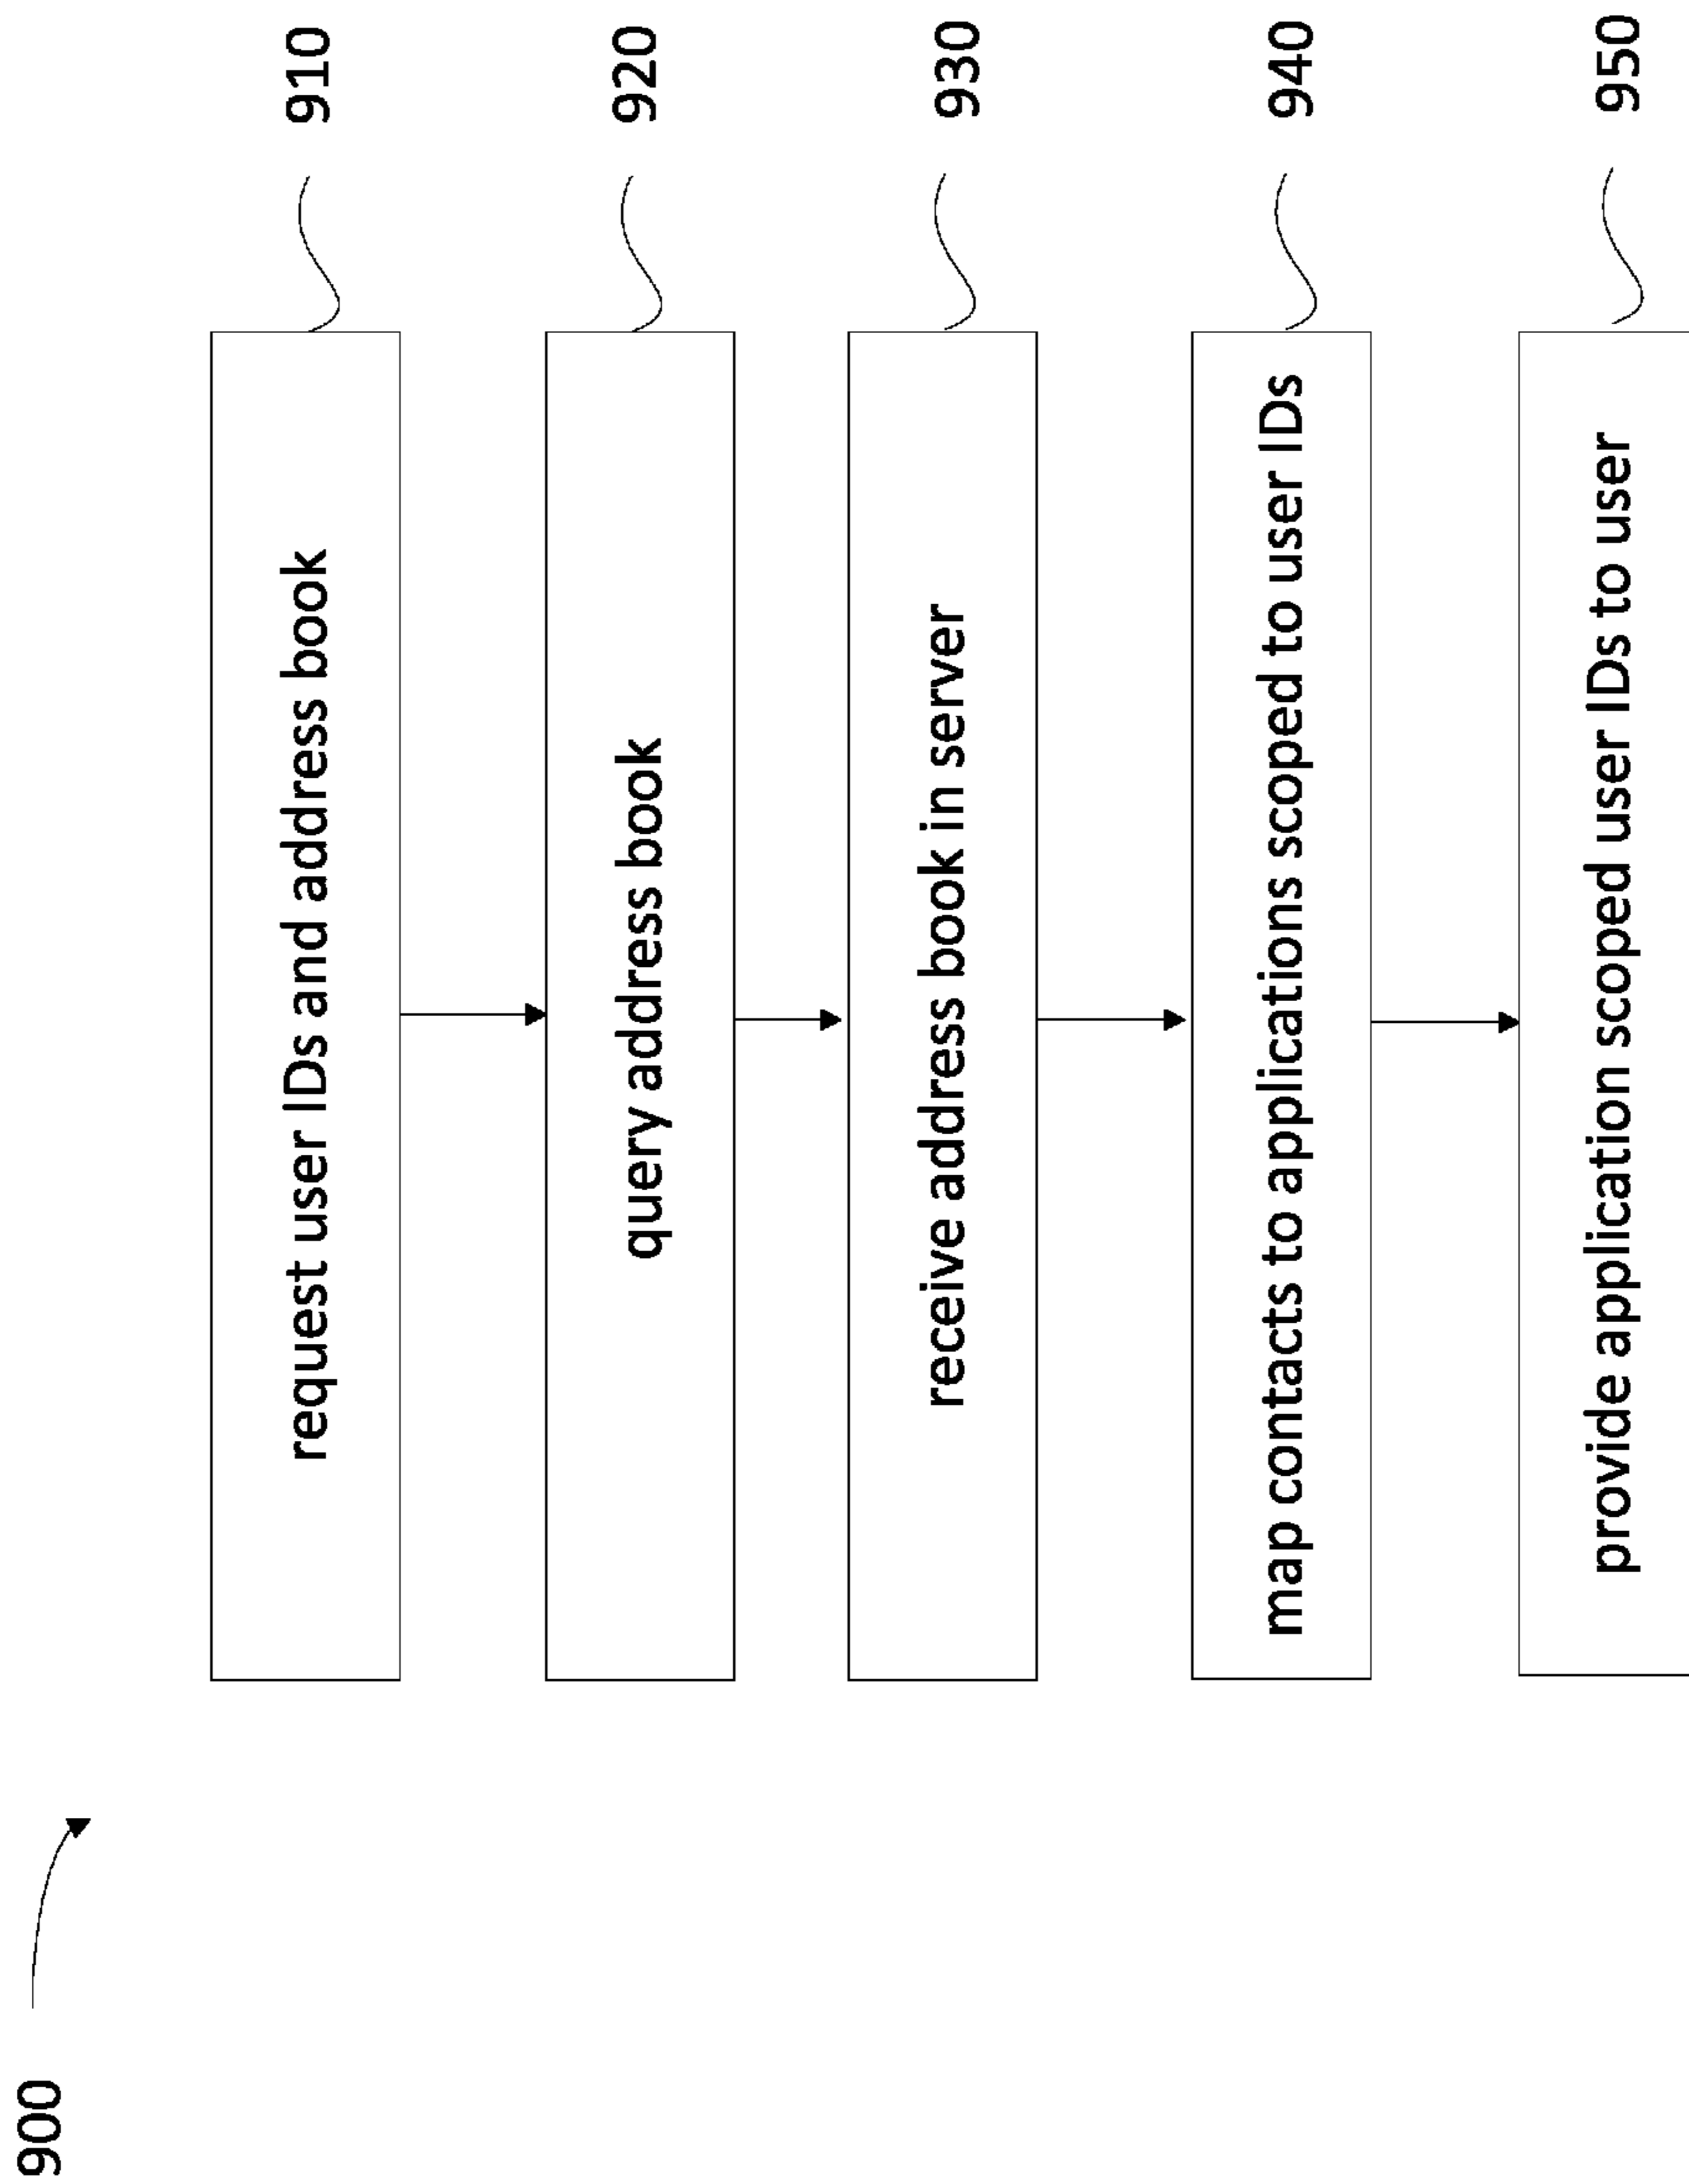 900
request user IDs and address book
910
query address book
920
receive address book in server
930
map contacts to applications scoped to user IDs
940
provide application scoped user IDs to user
950